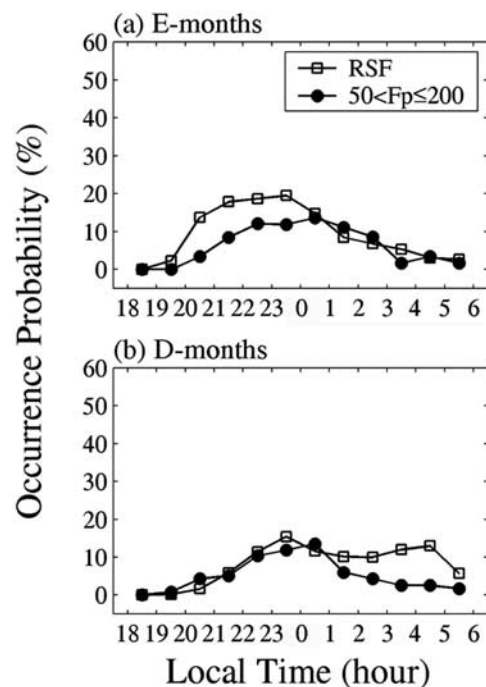 (a) E-months
60
50
40
30
20
10
0
RSF
50<Fp≤200
18 19 20 21 22 23 0 1 2 3 4 5 6
(b) D-months
60
50
40
30
20
10
0
18 19 20 21 22 23 0 1 2 3 4 5 6
Occurrence Probability (%)
Local Time (hour)